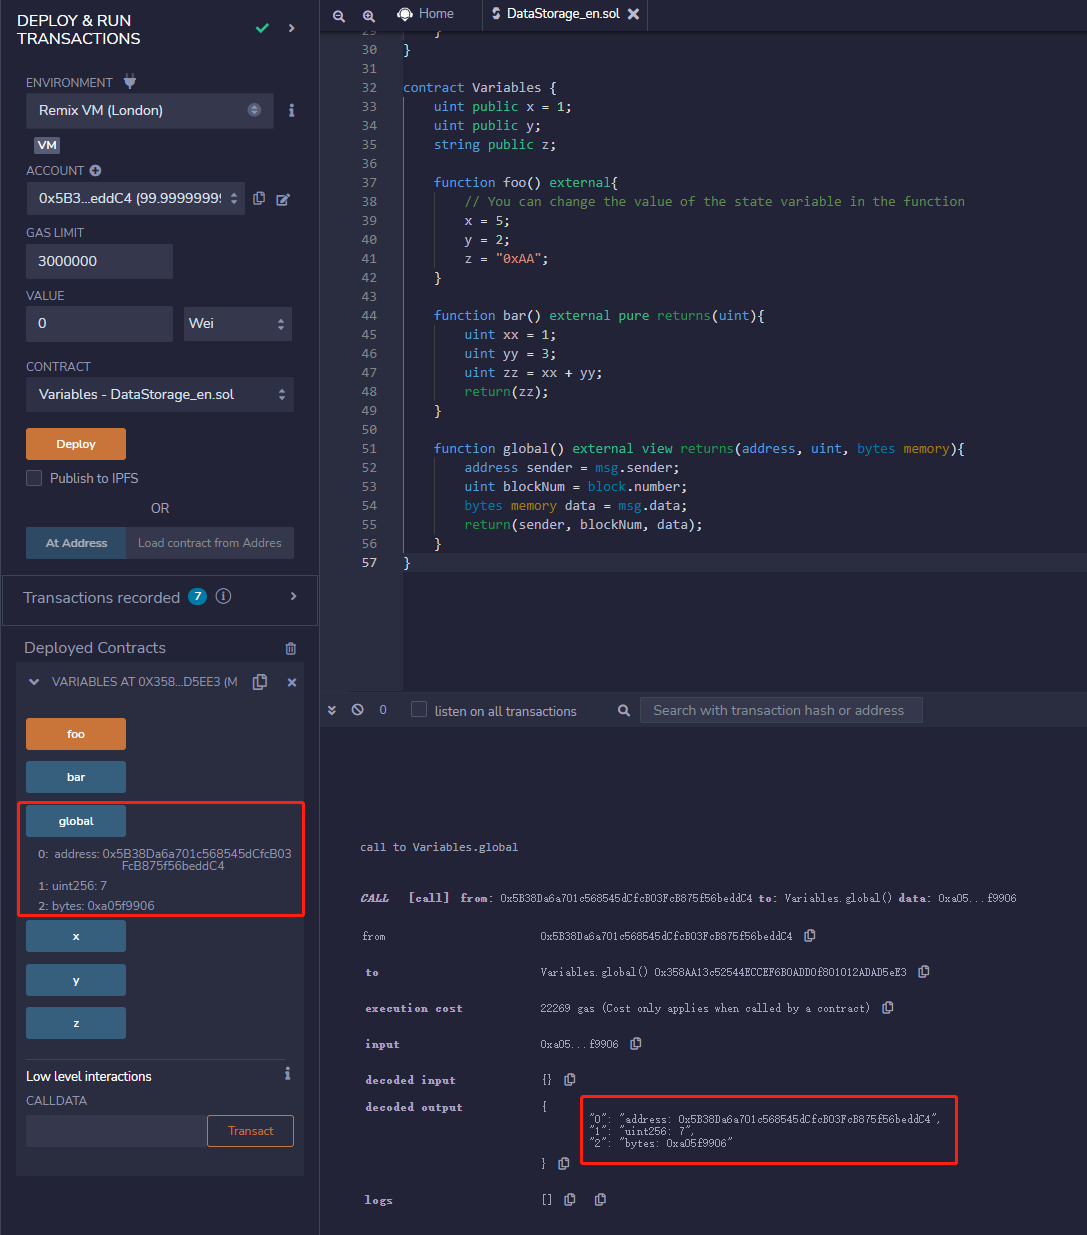 DEPLOY & RUN
TRANSACTIONS
ENVIRONMENT
Remix VM (London)
VM
ACCOUNT
0x5B3...eddC4 (99.99999999
GAS LIMIT
3000000
VALUE
0
Wei
CONTRACT
Variables - DataStorage_en.sol
Deploy
Publish to IPFS
OR
At Address
Load contract from Addres
Transactions recorded 7
Deployed Contracts
VARIABLES AT 0X358...D5EE3 (M
foo
bar
global
0: address: 0x5B38Da6a701c568545dCfcB03
FcB875f56beddC4
1: uint256: 7
2: bytes: 0xa05f9906
x
y
z
Low level interactions
CALLDATA
Transact
Home
DataStorage_en.sol
29 }
30 }
31
32 contract Variables {
33 uint public x = 1;
34 uint public y;
35 string public z;
36
37 function foo() external{
38 // You can change the value of the state variable in the function
39 x = 5;
40 y = 2;
41 z = "0xAA";
42 }
43
44 function bar() external pure returns(uint){
45 uint xx = 1;
46 uint yy = 3;
47 uint zz = xx + yy;
48 return(zz);
49 }
50
51 function global() external view returns(address, uint, bytes memory){
52 address sender = msg.sender;
53 uint blockNum = block.number;
54 bytes memory data = msg.data;
55 return(sender, blockNum, data);
56 }
57 }
0
listen on all transactions
Search with transaction hash or address
call to Variables.global
CALL [call] from: 0x5B38Da6a701c568545dCfcB03FcB875f56beddC4 to: Variables.global() data: 0xa05...f9906
from 0x5B38Da6a701c568545dCfcB03FcB875f56beddC4
to Variables.global() 0x358AA13c52544ECCEF6B0ADD0f801012ADAD5eE3
execution cost 22269 gas (Cost only applies when called by a contract)
input 0xa05...f9906
decoded input {}
decoded output {
"0": "address: 0x5B38Da6a701c568545dCfcB03FcB875f56beddC4",
"1": "uint256: 7",
"2": "bytes: 0xa05f9906"
}
logs []